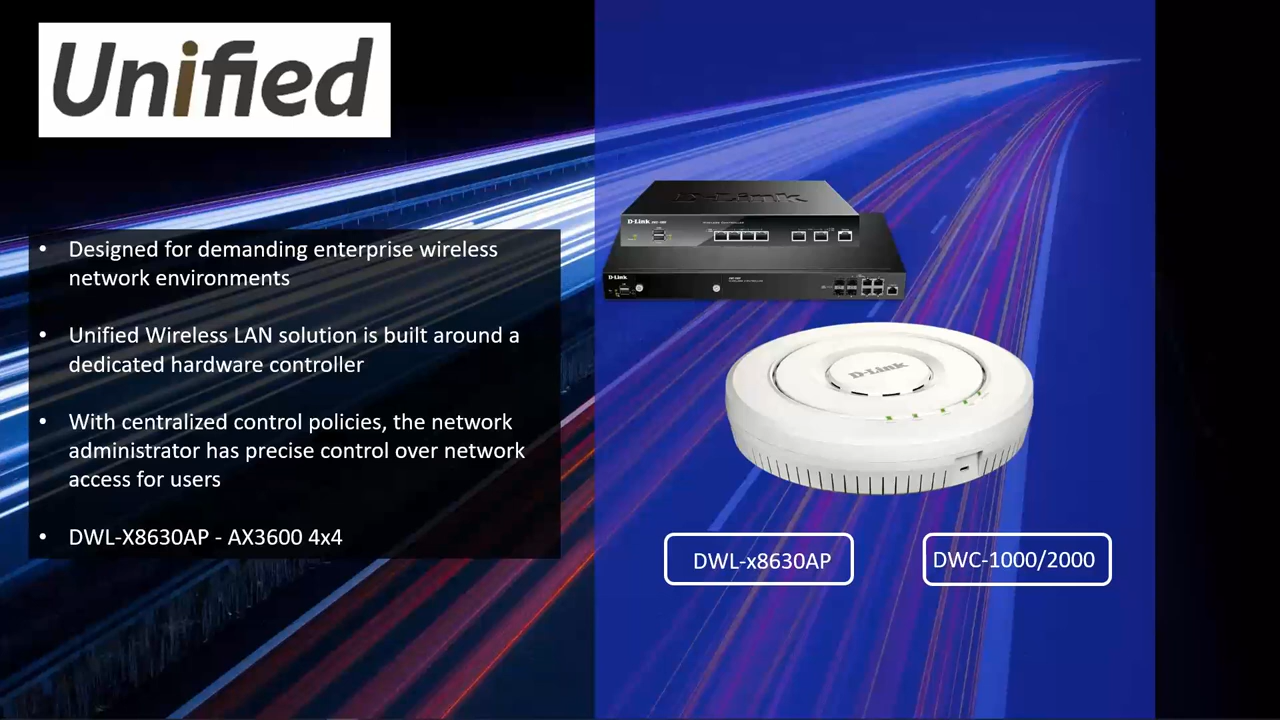 Unified
• Designed for demanding enterprise wireless
network environments
• Unified Wireless LAN solution is built around a
dedicated hardware controller
• With centralized control policies, the network
administrator has precise control over network
access for users
• DWL-X8630AP - AX3600 4x4
D-Link
D-Link
D-Link
D-Link
DWL-x8630AP
DWC-1000/2000